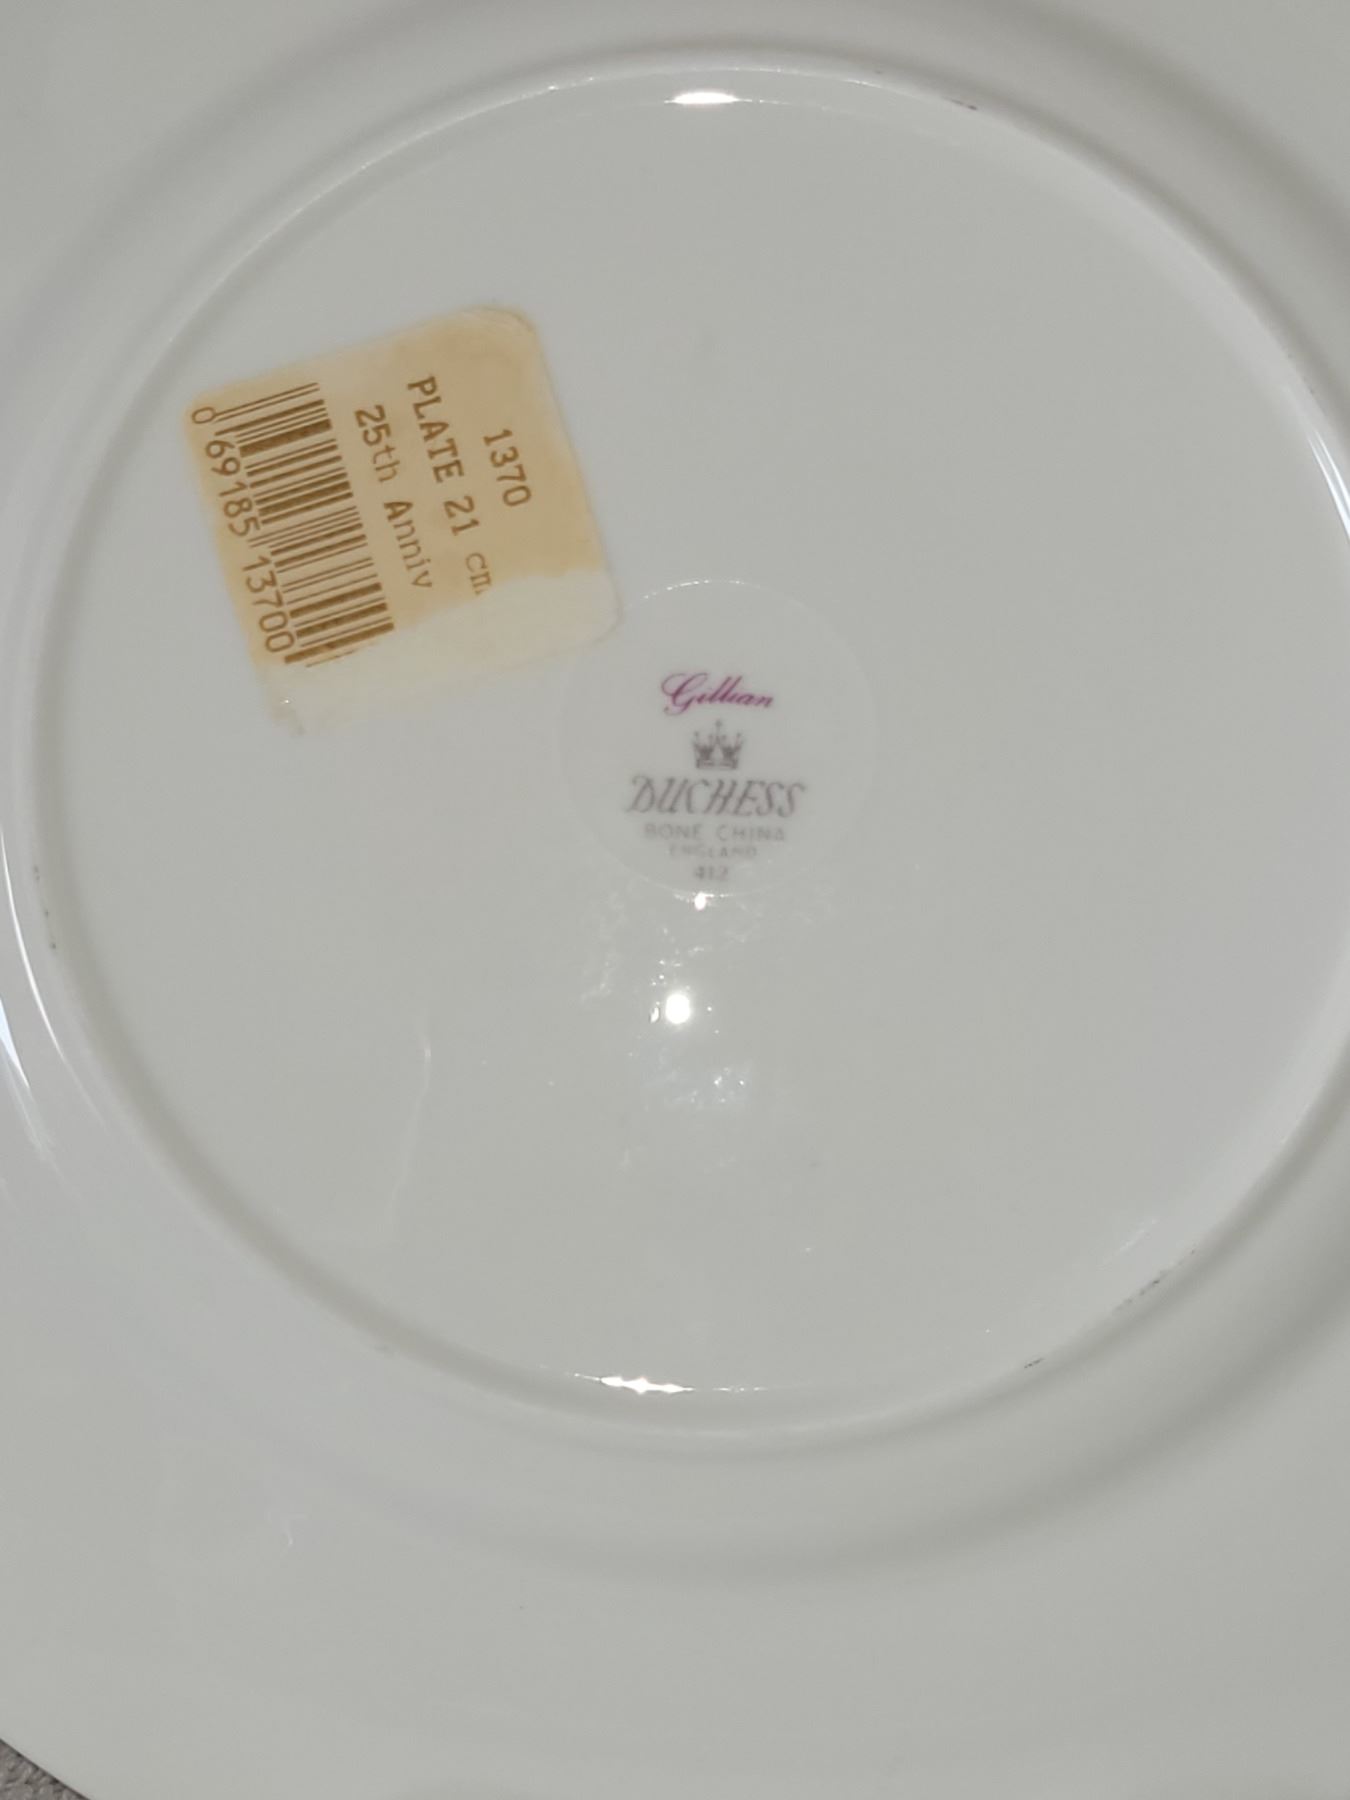 1370
PLATE 21 cm
25th Anniv
0 69185 13700
Gillian
DUCHESS
BONE CHINA
ENGLAND
412